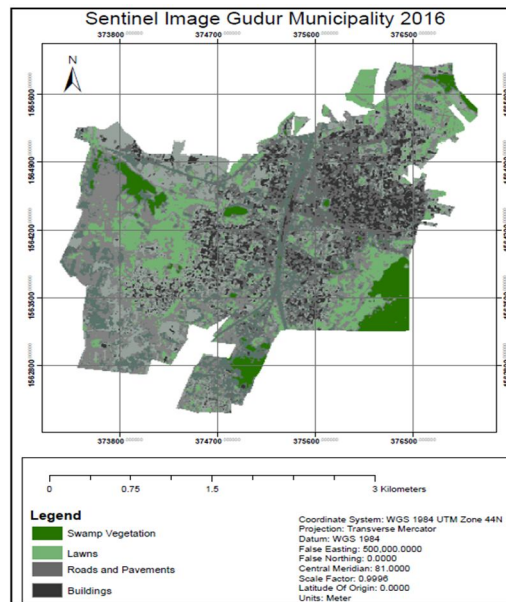 Sentinel Image Gudur Municipality 2016
373800 374700 375600 376500
N
1565800
1564900
1564200
1563500
1562800
373800 374700 375600 376500
0 0.75 1.5 3 Kilometers
Legend
Swamp Vegetation
Lawns
Roads and Pavements
Buildings
Coordinate System: WGS 1984 UTM Zone 44N
Projection: Transverse Mercator
Datum: WGS 1984
False Easting: 500,000.0000
False Northing: 0.0000
Central Meridian: 81.0000
Scale Factor: 0.9996
Latitude Of Origin: 0.0000
Units: Meter